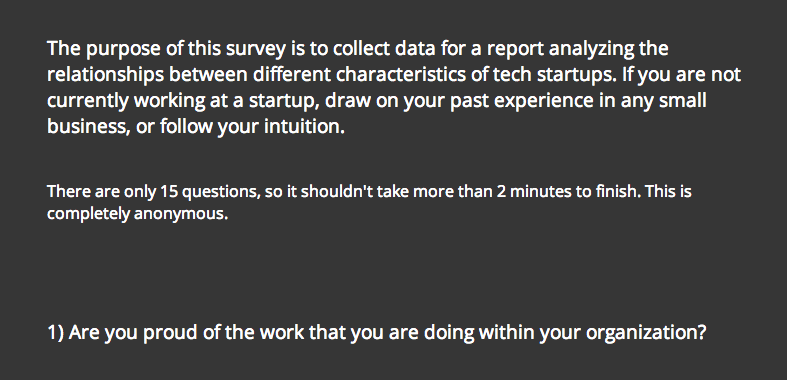 The purpose of this survey is to collect data for a report analyzing the
relationships between different characteristics of tech startups. If you are not
currently working at a startup, draw on your past experience in any small
business, or follow your intuition.
There are only 15 questions, so it shouldn't take more than 2 minutes to finish. This is
completely anonymous.
1) Are you proud of the work that you are doing within your organization?